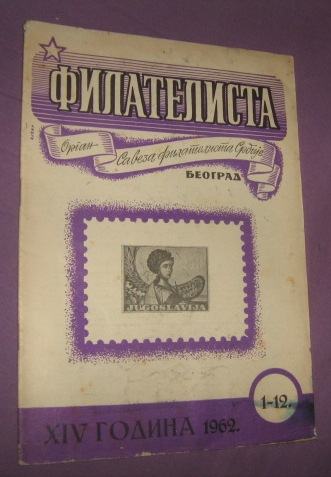 ФИЛАТЕЛИСТА
Орган
Савеза филателиста Србије
БЕОГРАД
JUGOSLAVIJA
1-12.
XIV ГОДИНА 1962.